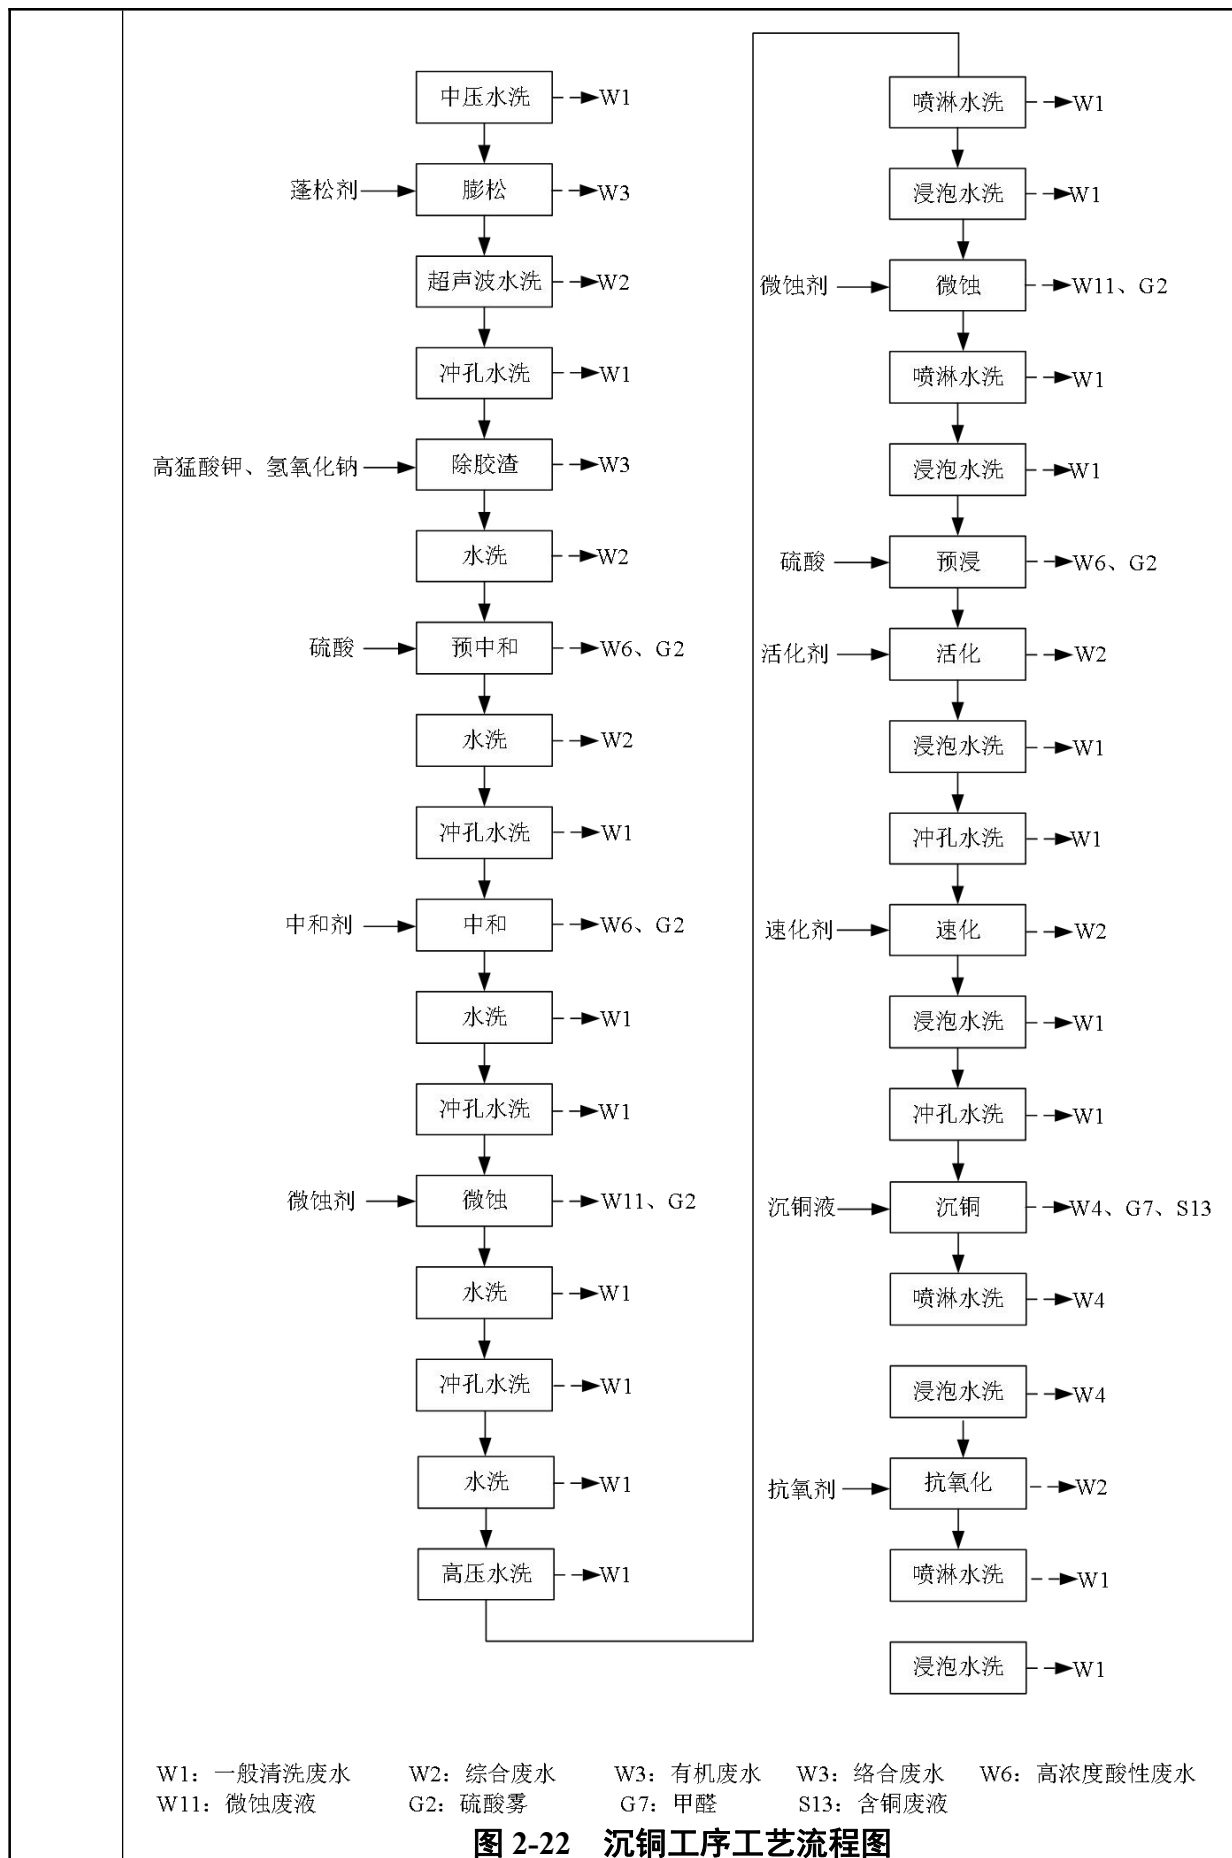 中压水洗 W1
蓬松剂 膨松 W3
超声波水洗 W2
冲孔水洗 W1
高猛酸钾、氢氧化钠 除胶渣 W3
水洗 W2
硫酸 预中和 W6、G2
水洗 W2
冲孔水洗 W1
中和剂 中和 W6、G2
水洗 W1
冲孔水洗 W1
微蚀剂 微蚀 W11、G2
水洗 W1
冲孔水洗 W1
水洗 W1
高压水洗 W1
喷淋水洗 W1
浸泡水洗 W1
微蚀剂 微蚀 W11、G2
喷淋水洗 W1
浸泡水洗 W1
硫酸 预浸 W6、G2
活化剂 活化 W2
浸泡水洗 W1
冲孔水洗 W1
速化剂 速化 W2
浸泡水洗 W1
冲孔水洗 W1
沉铜液 沉铜 W4、G7、S13
喷淋水洗 W4
浸泡水洗 W4
抗氧剂 抗氧化 W2
喷淋水洗 W1
浸泡水洗 W1
W1：一般清洗废水 W2：综合废水 W3：有机废水 W3：络合废水 W6：高浓度酸性废水
W11：微蚀废液 G2：硫酸雾 G7：甲醛 S13：含铜废液
图 2-22 沉铜工序工艺流程图